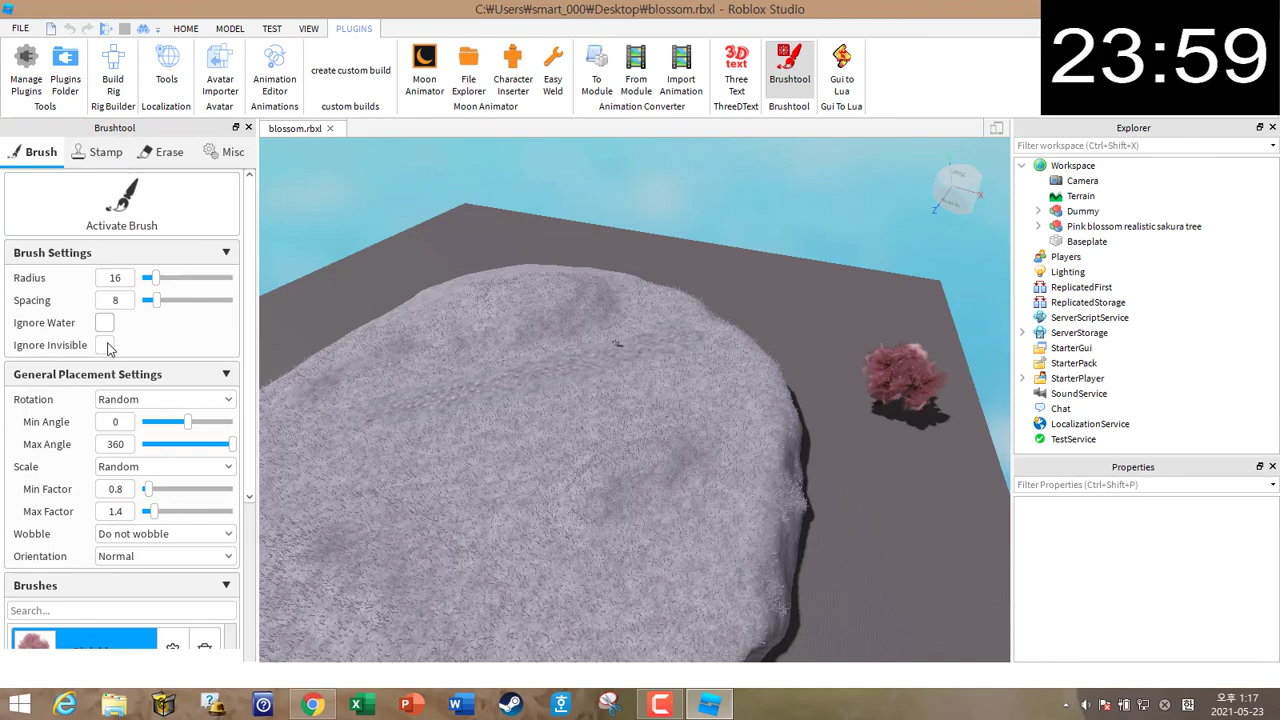 C:₩Users₩smart_000₩Desktop₩blossom.rbxl - Roblox Studio
23:59
FILE HOME MODEL TEST VIEW PLUGINS
Manage Plugins
Plugins Folder
Tools
Build Rig
Rig Builder
Tools
Localization
Avatar Importer
Avatar
Animation Editor
Animations
create custom build
custom builds
Moon Animator
File Explorer
Character Inserter
Easy Weld
Moon Animator
To Module
From Module
Import Animation
Animation Converter
3D text
Three Text
ThreeDText
Brushtool
Brushtool
Gui to Lua
Gui To Lua
Brushtool
Brush Stamp Erase Misc
Activate Brush
Brush Settings
Radius 16
Spacing 8
Ignore Water
Ignore Invisible
General Placement Settings
Rotation Random
Min Angle 0
Max Angle 360
Scale Random
Min Factor 0.8
Max Factor 1.4
Wobble Do not wobble
Orientation Normal
Brushes
Search...
blossom.rbxl
X
Z
Explorer
Filter workspace (Ctrl+Shift+X)
Workspace
Camera
Terrain
Dummy
Pink blossom realistic sakura tree
Baseplate
Players
Lighting
ReplicatedFirst
ReplicatedStorage
ServerScriptService
ServerStorage
StarterGui
StarterPack
StarterPlayer
SoundService
Chat
LocalizationService
TestService
Properties
Filter Properties (Ctrl+Shift+P)
오후 1:17
2021-05-23